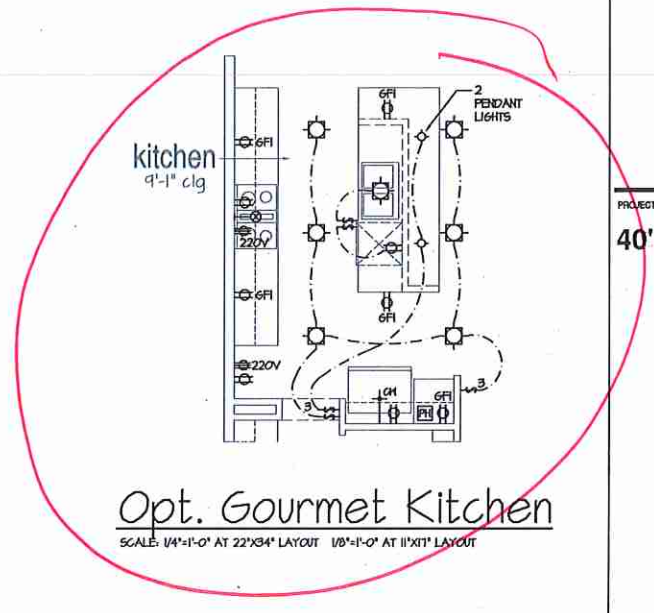 GFI
2
PENDANT
LIGHTS
GFI
kitchen
9'-1" clg
PROJECT
40'
220V
GFI
GFI
220V
3
CH
GFI
PH
3
Opt. Gourmet Kitchen
SCALE: 1/4"=1'-0" AT 22"X34" LAYOUT 1/8"=1'-0" AT 11"X17" LAYOUT